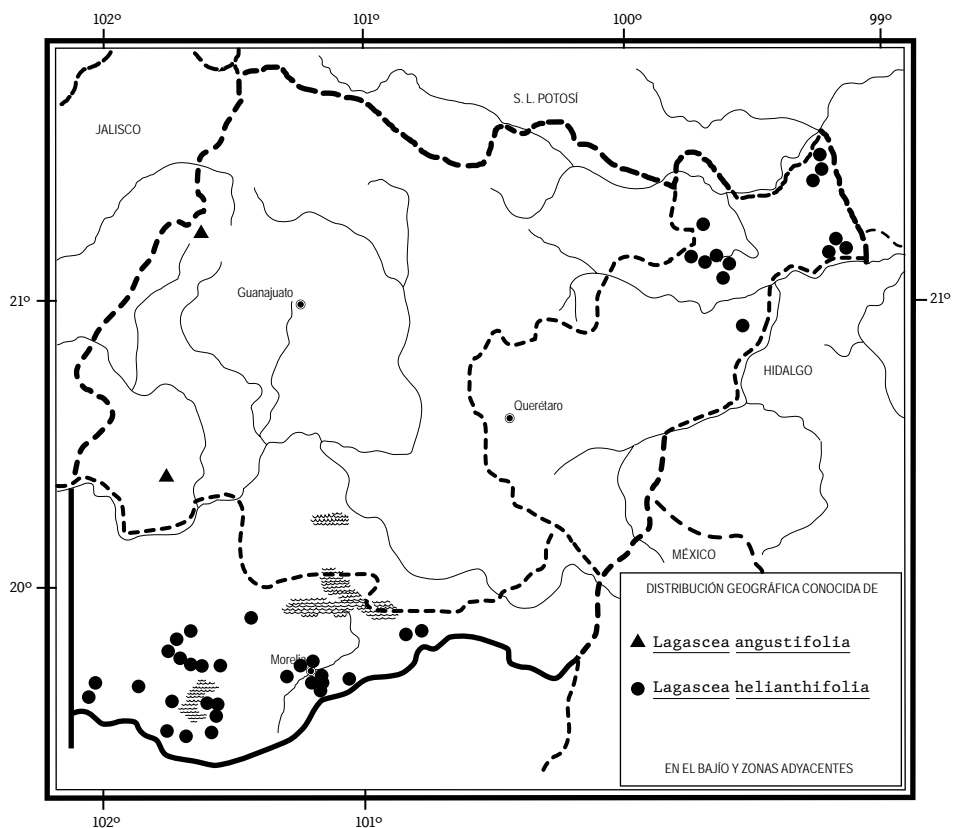 102º 101º 100º 99º
S. L. POTOSÍ
JALISCO
Guanajuato
21º 21º
HIDALGO
Querétaro
MÉXICO
20º
DISTRIBUCIÓN GEOGRÁFICA CONOCIDA DE
Lagascea angustifolia
Morelia
Lagascea helianthifolia
EN EL BAJÍO Y ZONAS ADYACENTES
102º 101º